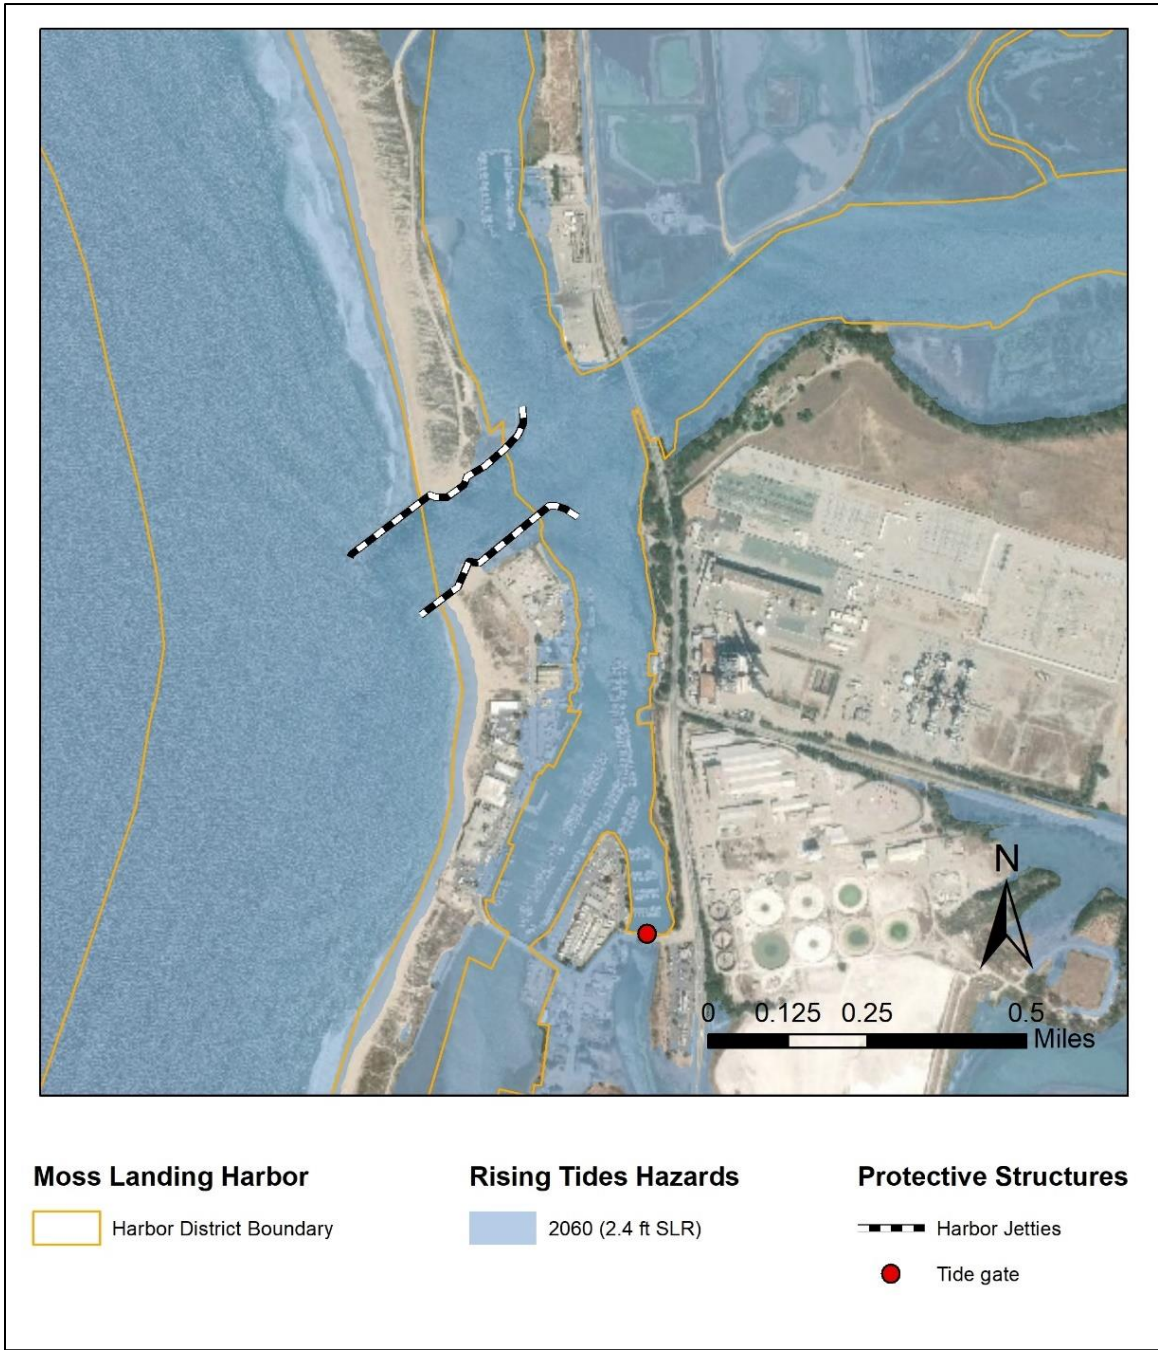 N
0 0.125 0.25 0.5
Miles
Moss Landing Harbor
Harbor District Boundary
Rising Tides Hazards
2060 (2.4 ft SLR)
Protective Structures
Harbor Jetties
Tide gate